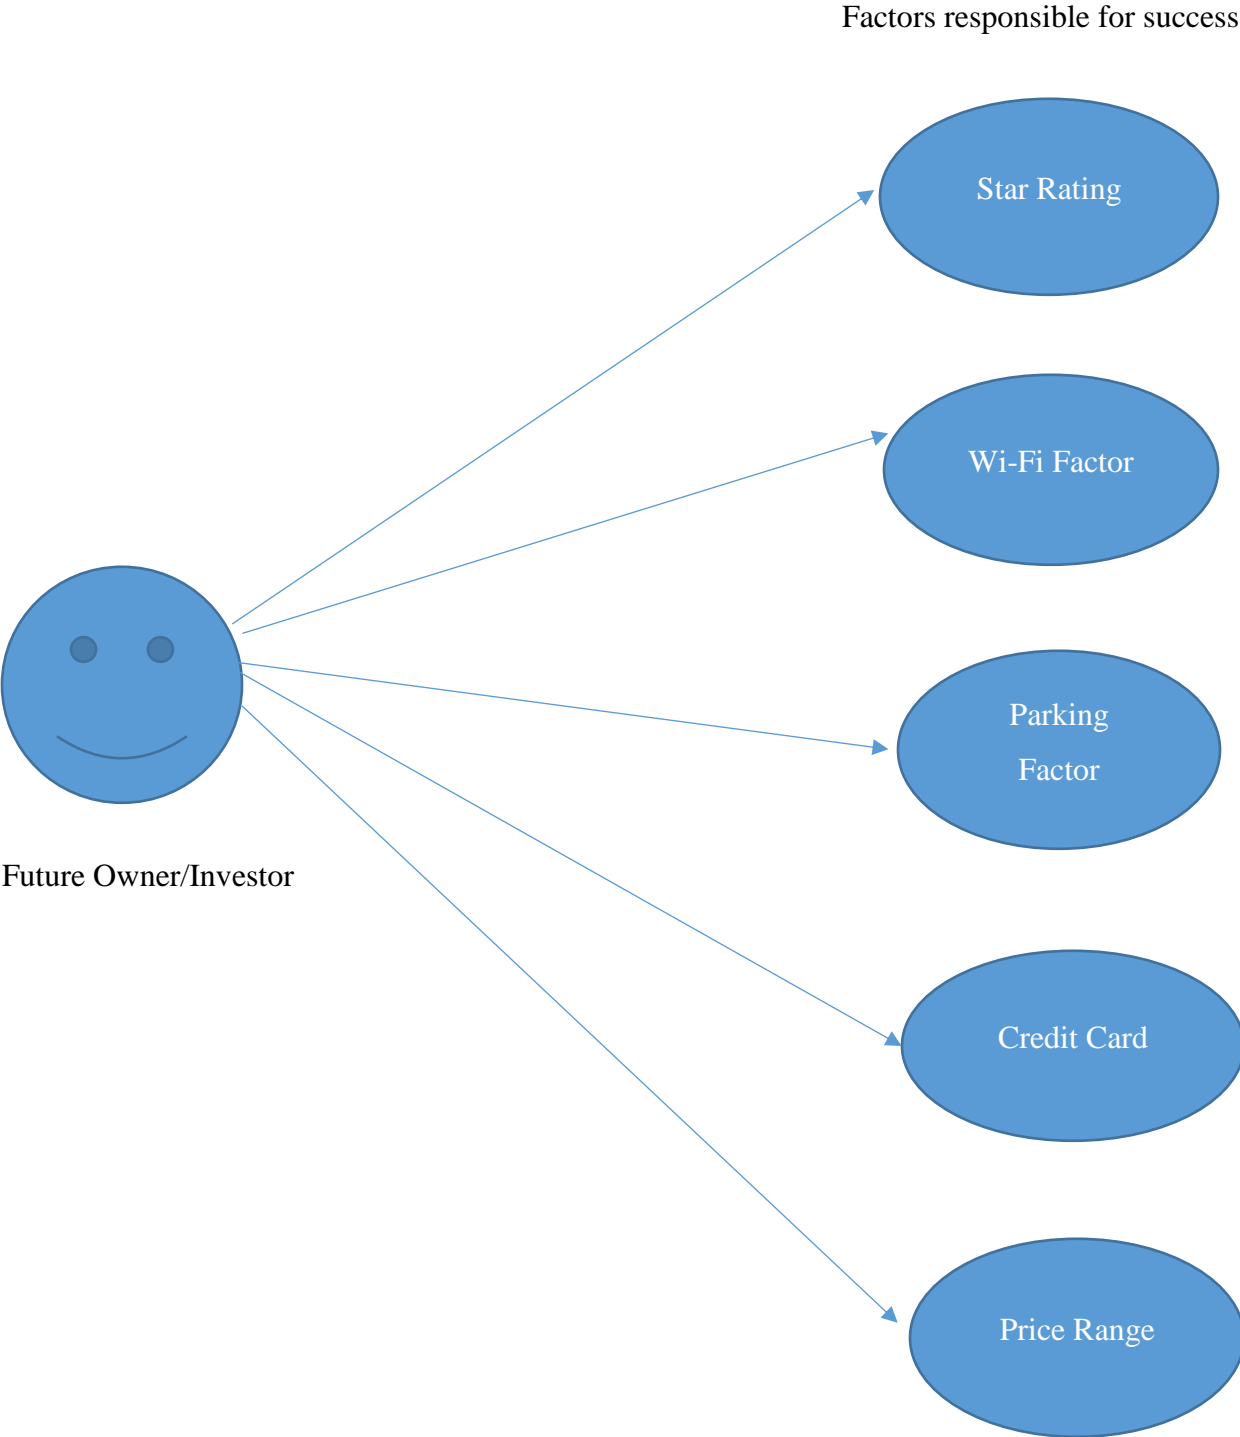 Factors responsible for success
Star Rating
Wi-Fi Factor
Parking
Factor
Future Owner/Investor
Credit Card
Price Range